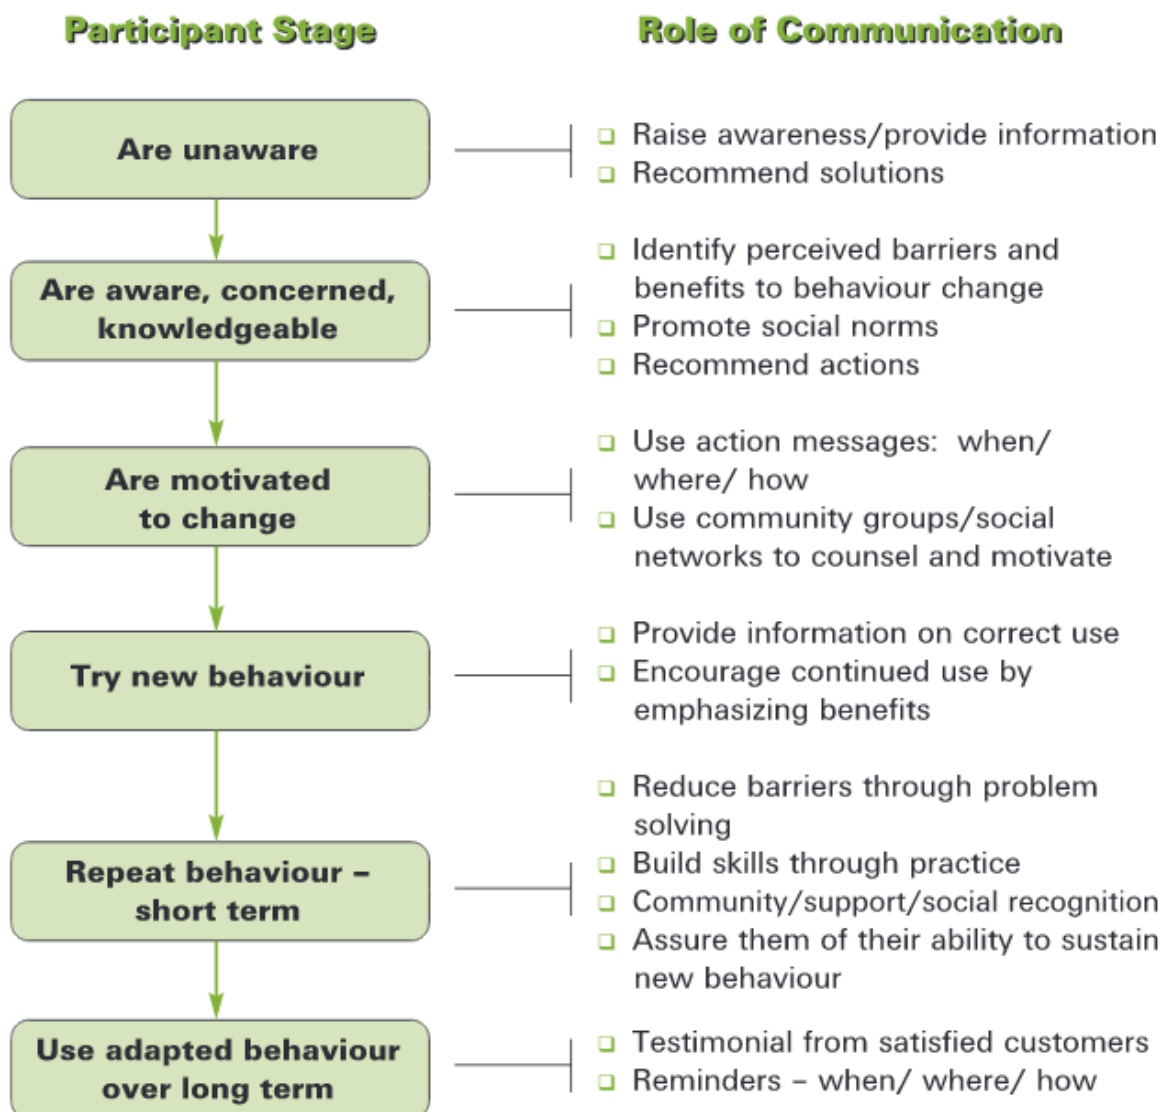 Participant Stage
Role of Communication
Are unaware
❑ Raise awareness/provide information
❑ Recommend solutions
Are aware, concerned,
knowledgeable
❑ Identify perceived barriers and
benefits to behaviour change
❑ Promote social norms
❑ Recommend actions
Are motivated
to change
❑ Use action messages:  when/
where/ how
❑ Use community groups/social
networks to counsel and motivate
Try new behaviour
❑ Provide information on correct use
❑ Encourage continued use by
emphasizing benefits
Repeat behaviour –
short term
❑ Reduce barriers through problem
solving
❑ Build skills through practice
❑ Community/support/social recognition
❑ Assure them of their ability to sustain
new behaviour
Use adapted behaviour
over long term
❑ Testimonial from satisfied customers
❑ Reminders – when/ where/ how